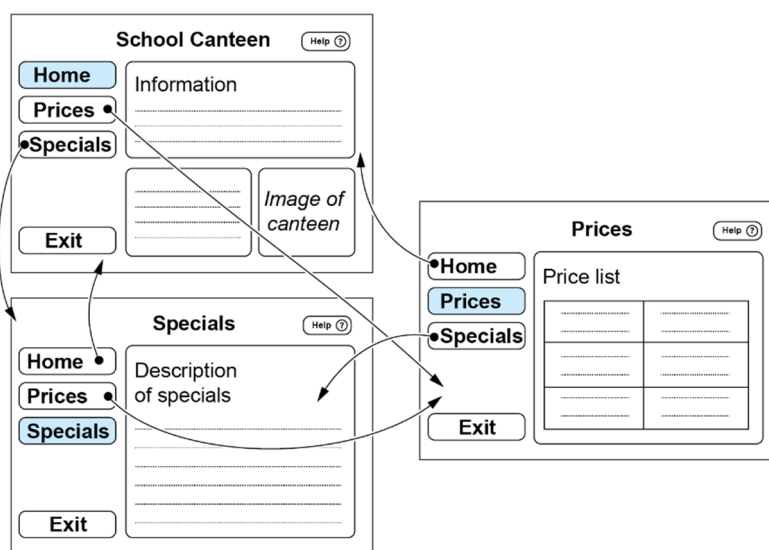 School Canteen
Help ?
Home
Prices
Specials
Exit
Information
Image of
canteen
Specials
Help ?
Home
Prices
Specials
Exit
Description
of specials
Prices
Help ?
Home
Prices
Specials
Exit
Price list